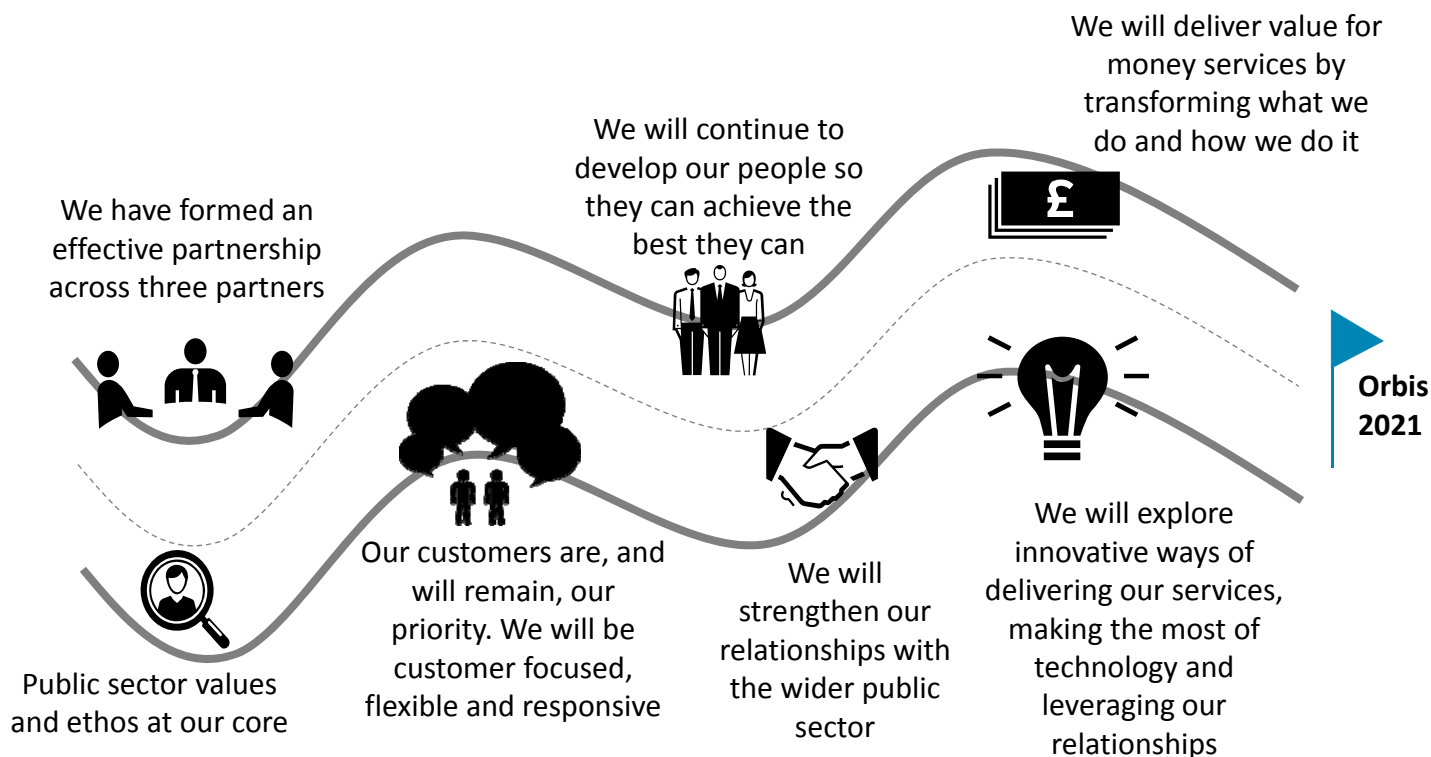 We have formed an
effective partnership
across three partners
Public sector values
and ethos at our core
Our customers are, and
will remain, our
priority. We will be
customer focused,
flexible and responsive
We will continue to
develop our people so
they can achieve the
best they can
We will
strengthen our
relationships with
the wider public
sector
We will deliver value for
money services by
transforming what we
do and how we do it
£
We will explore
innovative ways of
delivering our services,
making the most of
technology and
leveraging our
relationships
Orbis
2021